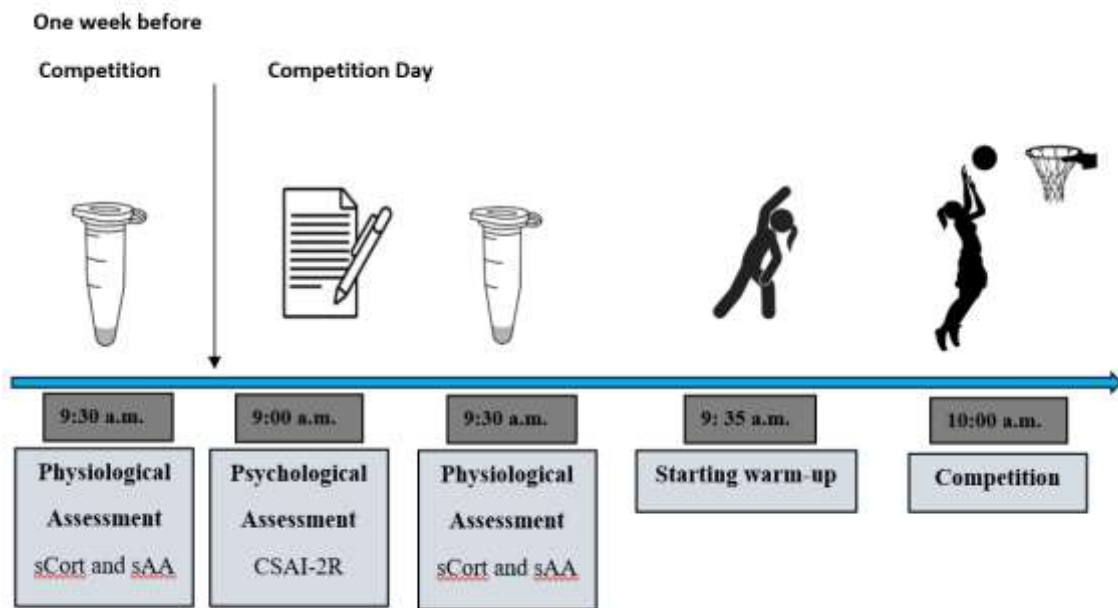 One week before
Competition
Competition Day
9:30 a.m.
9:00 a.m.
9:30 a.m.
9: 35 a.m.
10:00 a.m.
Physiological
Assessment
sCort and sAA
Psychological
Assessment
CSAI-2R
Physiological
Assessment
sCort and sAA
Starting warm-up
Competition